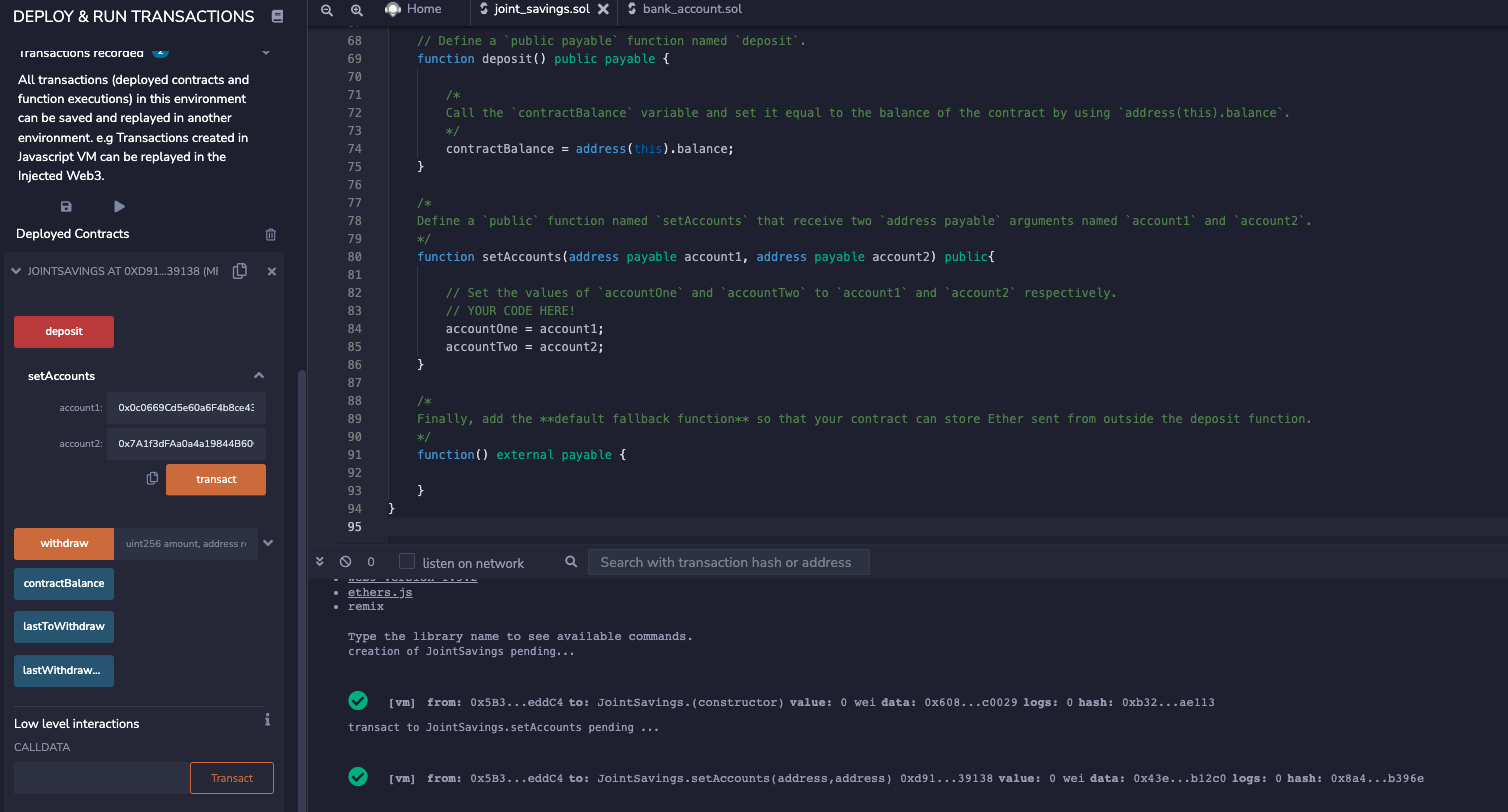 DEPLOY & RUN TRANSACTIONS
Transactions recorded 2
All transactions (deployed contracts and
function executions) in this environment
can be saved and replayed in another
environment. e.g Transactions created in
Javascript VM can be replayed in the
Injected Web3.
Deployed Contracts
JOINTSAVINGS AT 0XD91...39138 (ME
deposit
setAccounts
account1: 0x0c0669Cd5e60a6F4b8ce43
account2: 0x7A1f3dFAa0a4a19844B60
transact
withdraw uint256 amount, address re
contractBalance
lastToWithdraw
lastWithdraw...
Low level interactions
CALLDATA
Transact
Home joint_savings.sol bank_account.sol
68 // Define a `public payable` function named `deposit`.
69 function deposit() public payable {
70
71 /*
72 Call the `contractBalance` variable and set it equal to the balance of the contract by using `address(this).balance`.
73 */
74 contractBalance = address(this).balance;
75 }
76
77 /*
78 Define a `public` function named `setAccounts` that receive two `address payable` arguments named `account1` and `account2`.
79 */
80 function setAccounts(address payable account1, address payable account2) public{
81
82 // Set the values of `accountOne` and `accountTwo` to `account1` and `account2` respectively.
83 // YOUR CODE HERE!
84 accountOne = account1;
85 accountTwo = account2;
86 }
87
88 /*
89 Finally, add the **default fallback function** so that your contract can store Ether sent from outside the deposit function.
90 */
91 function() external payable {
92
93 }
94 }
95
0 listen on network Search with transaction hash or address
• web3 version 1.5.2
• ethers.js
• remix
Type the library name to see available commands.
creation of JointSavings pending...
[vm] from: 0x5B3...eddC4 to: JointSavings.(constructor) value: 0 wei data: 0x608...c0029 logs: 0 hash: 0xb32...ae113
transact to JointSavings.setAccounts pending ...
[vm] from: 0x5B3...eddC4 to: JointSavings.setAccounts(address,address) 0xd91...39138 value: 0 wei data: 0x43e...b12c0 logs: 0 hash: 0x8a4...b396e